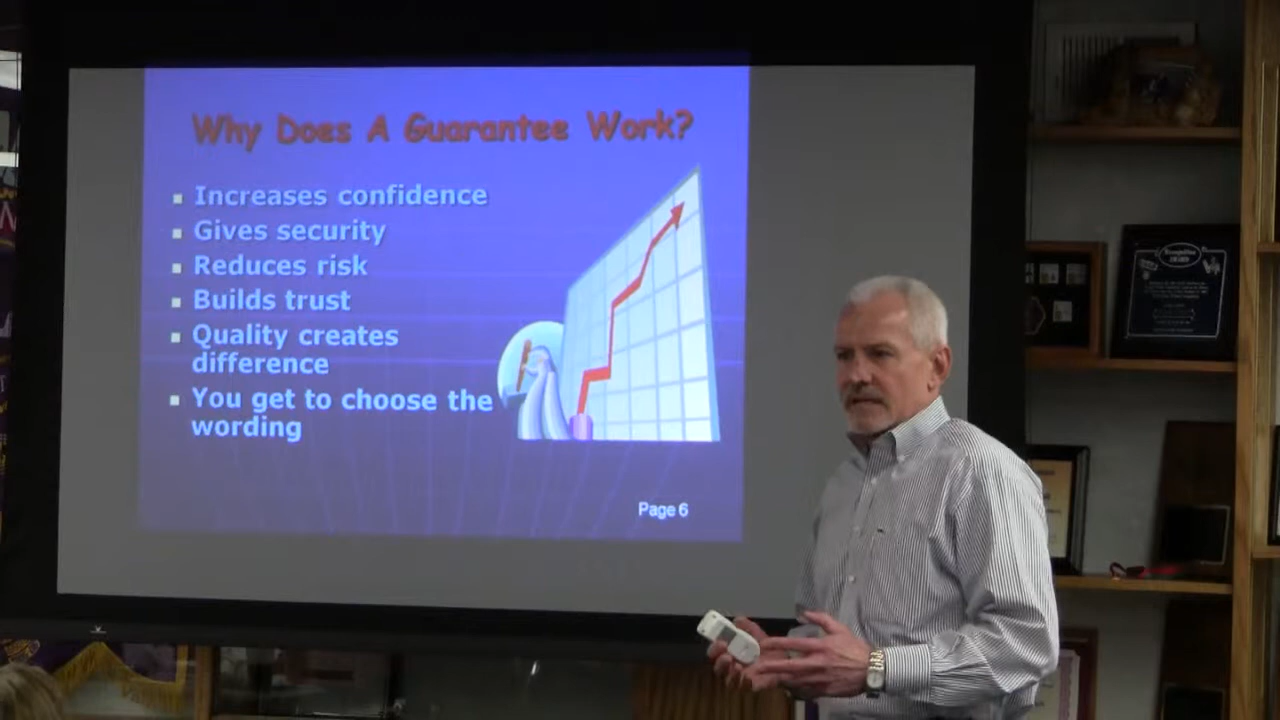 Why Does A Guarantee Work?
Increases confidence
Gives security
Reduces risk
Builds trust
Quality creates
difference
You get to choose the
wording
Page 6